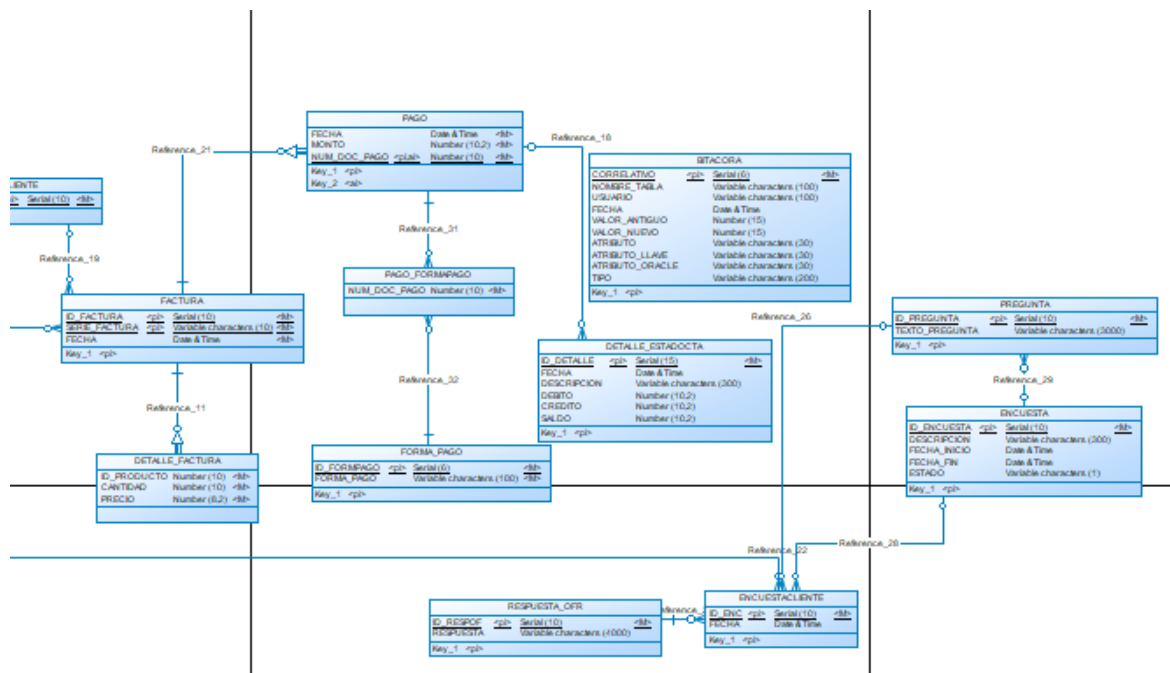 PAGO
FECHA Date & Time <M>
MONTO Number (10,2) <M>
NUM_DOC_PAGO <pi,ai> Number (10) <M>
Key_1 <pi>
Key_2 <ai>
Reference_21
Reference_18
BITACORA
CORRELATIVO <pi> Serial (6) <M>
NOMBRE_TABLA Variable characters (100)
USUARIO Variable characters (100)
FECHA Date & Time
VALOR_ANTIGUO Number (15)
VALOR_NUEVO Number (15)
ATRIBUTO Variable characters (30)
ATRIBUTO_LLAVE Variable characters (30)
ATRIBUTO_ORACLE Variable characters (30)
TIPO Variable characters (200)
Key_1 <pi>
IENTE
Serial (10) <M>
Reference_19
Reference_31
PAGO_FORMAPAGO
NUM_DOC_PAGO Number (10) <M>
FACTURA
ID_FACTURA <pi> Serial (10) <M>
SERIE_FACTURA <pi> Variable characters (10) <M>
FECHA Date & Time <M>
Key_1 <pi>
Reference_26
PREGUNTA
ID_PREGUNTA <pi> Serial (10) <M>
TEXTO_PREGUNTA Variable characters (3000)
Key_1 <pi>
DETALLE_ESTADOCTA
ID_DETALLE <pi> Serial (15) <M>
FECHA Date & Time
DESCRIPCION Variable characters (300)
DEBITO Number (10,2)
CREDITO Number (10,2)
SALDO Number (10,2)
Key_1 <pi>
Reference_32
Reference_29
Reference_11
ENCUESTA
ID_ENCUESTA <pi> Serial (10) <M>
DESCRIPCION Variable characters (300)
FECHA_INICIO Date & Time
FECHA_FIN Date & Time
ESTADO Variable characters (1)
Key_1 <pi>
DETALLE_FACTURA
ID_PRODUCTO Number (10) <M>
CANTIDAD Number (10) <M>
PRECIO Number (8,2) <M>
FORMA_PAGO
ID_FORMPAGO <pi> Serial (6) <M>
FORMA_PAGO Variable characters (100) <M>
Key_1 <pi>
Reference_28
Reference_22
RESPUESTA_OFR
ID_RESPOF <pi> Serial (10) <M>
RESPUESTA Variable characters (4000)
Key_1 <pi>
ENCUESTACLIENTE
ID_ENC <pi> Serial (10) <M>
FECHA Date & Time
Key_1 <pi>